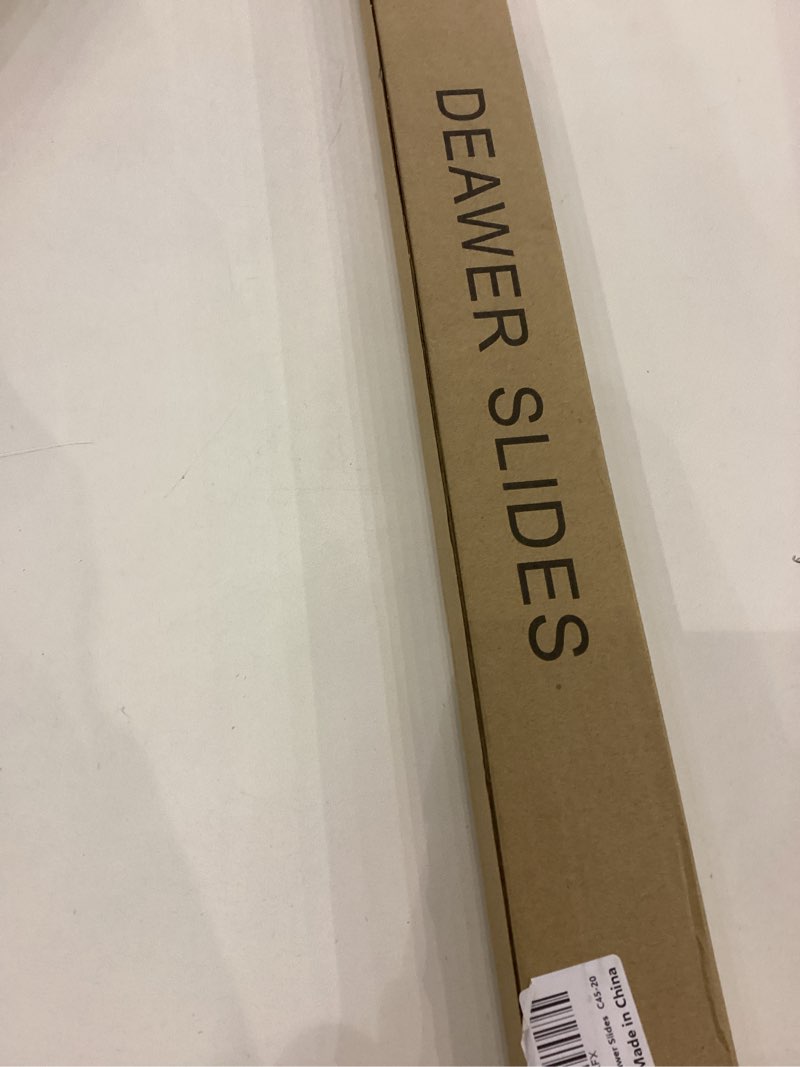 DEAWER SLIDES
FX
wer Slides C45-20
Made in China